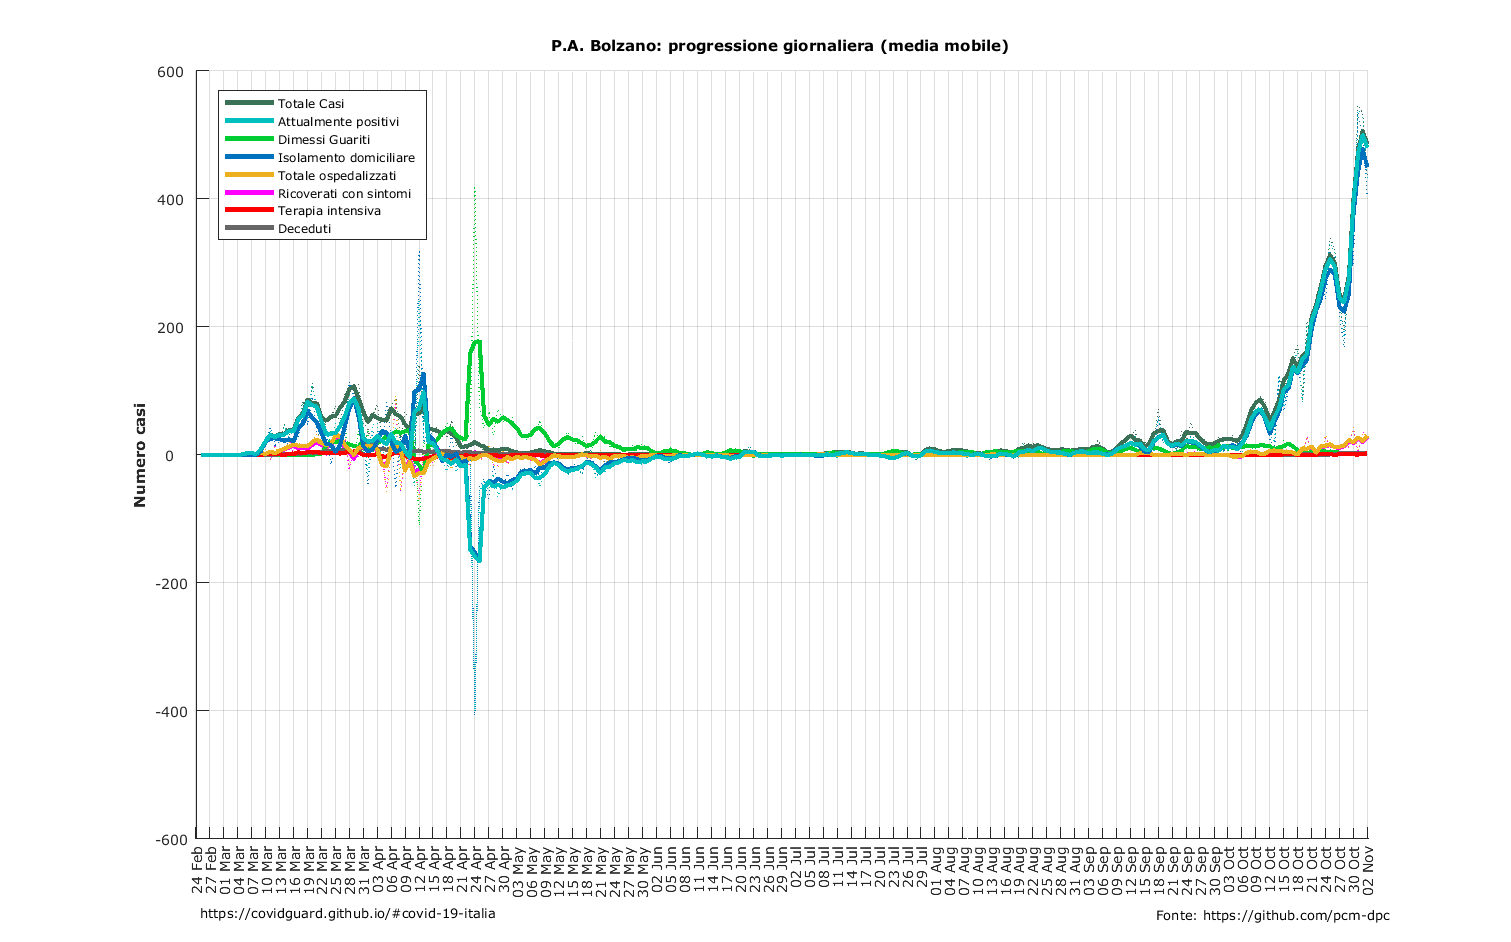 P.A. Bolzano: progressione giornaliera (media mobile)
600
400
200
0
-200
-400
-600
Numero casi
Totale Casi
Attualmente positivi
Dimessi Guariti
Isolamento domiciliare
Totale ospedalizzati
Ricoverati con sintomi
Terapia intensiva
Deceduti
24 Feb
27 Feb
01 Mar
04 Mar
07 Mar
10 Mar
13 Mar
16 Mar
19 Mar
22 Mar
25 Mar
28 Mar
31 Mar
03 Apr
06 Apr
09 Apr
12 Apr
15 Apr
18 Apr
21 Apr
24 Apr
27 Apr
30 Apr
03 May
06 May
09 May
12 May
15 May
18 May
21 May
24 May
27 May
30 May
02 Jun
05 Jun
08 Jun
11 Jun
14 Jun
17 Jun
20 Jun
23 Jun
26 Jun
29 Jun
02 Jul
05 Jul
08 Jul
11 Jul
14 Jul
17 Jul
20 Jul
23 Jul
26 Jul
29 Jul
01 Aug
04 Aug
07 Aug
10 Aug
13 Aug
16 Aug
19 Aug
22 Aug
25 Aug
28 Aug
31 Aug
03 Sep
06 Sep
09 Sep
12 Sep
15 Sep
18 Sep
21 Sep
24 Sep
27 Sep
30 Sep
03 Oct
06 Oct
09 Oct
12 Oct
15 Oct
18 Oct
21 Oct
24 Oct
27 Oct
30 Oct
02 Nov
https://covidguard.github.io/#covid-19-italia
Fonte: https://github.com/pcm-dpc